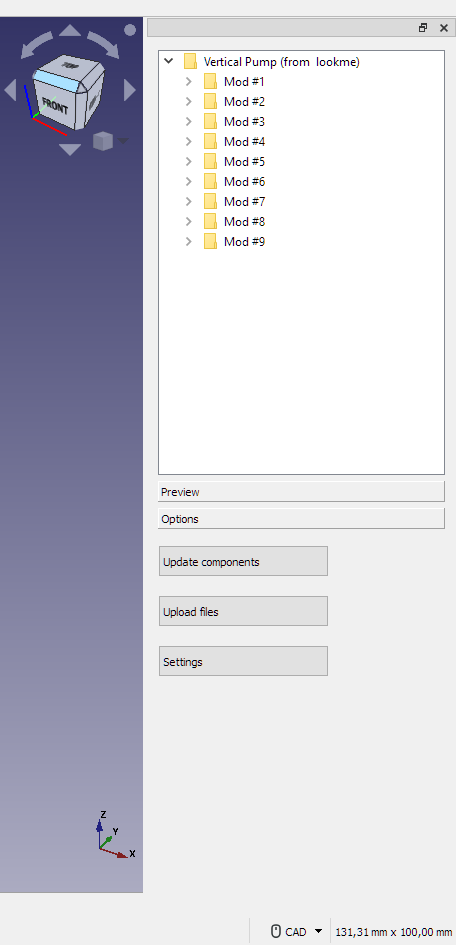 TOP
FRONT
Vertical Pump (from lookme)
Mod #1
Mod #2
Mod #3
Mod #4
Mod #5
Mod #6
Mod #7
Mod #8
Mod #9
Preview
Options
Update components
Upload files
Settings
Z
Y
X
CAD
131,31 mm x 100,00 mm